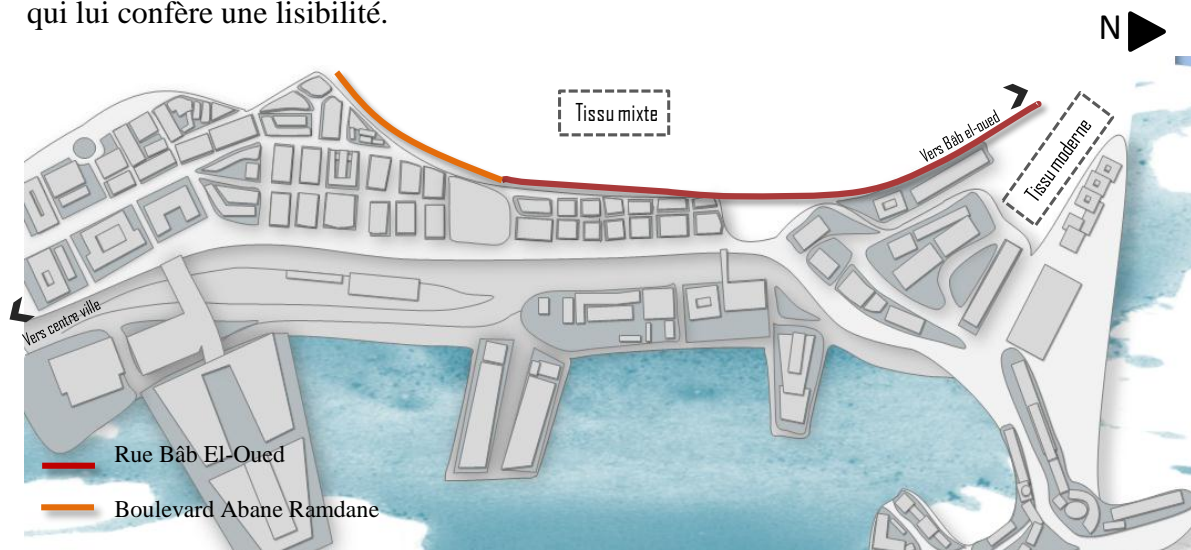 qui lui confère une lisibilité.
N
Tissu mixte
Vers Bâb el-oued
Tissu moderne
Vers centre ville
Rue Bâb El-Oued
Boulevard Abane Ramdane